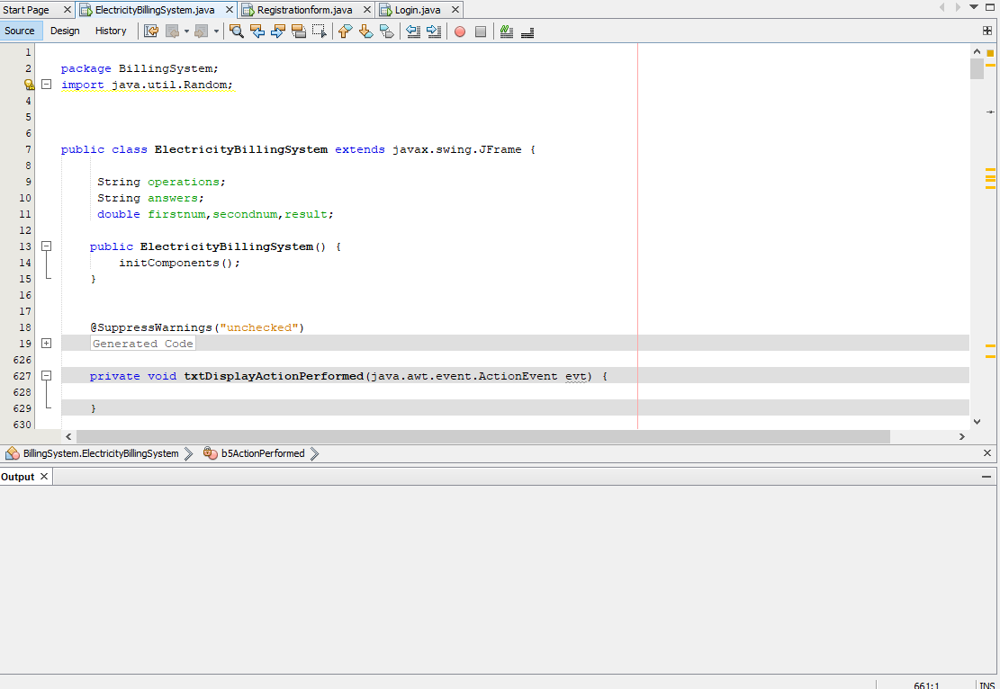 Start Page ElectricityBillingSystem.java Registrationform.java Login.java
Source Design History
1
2 package BillingSystem;
import java.util.Random;
4
5
6
7 public class ElectricityBillingSystem extends javax.swing.JFrame {
8
9 String operations;
10 String answers;
11 double firstnum,secondnum,result;
12
13 public ElectricityBillingSystem() {
14 initComponents();
15 }
16
17
18 @SuppressWarnings("unchecked")
19 Generated Code
626
627 private void txtDisplayActionPerformed(java.awt.event.ActionEvent evt) {
628
629 }
630
BillingSystem.ElectricityBillingSystem b5ActionPerformed
Output
661:1 INS